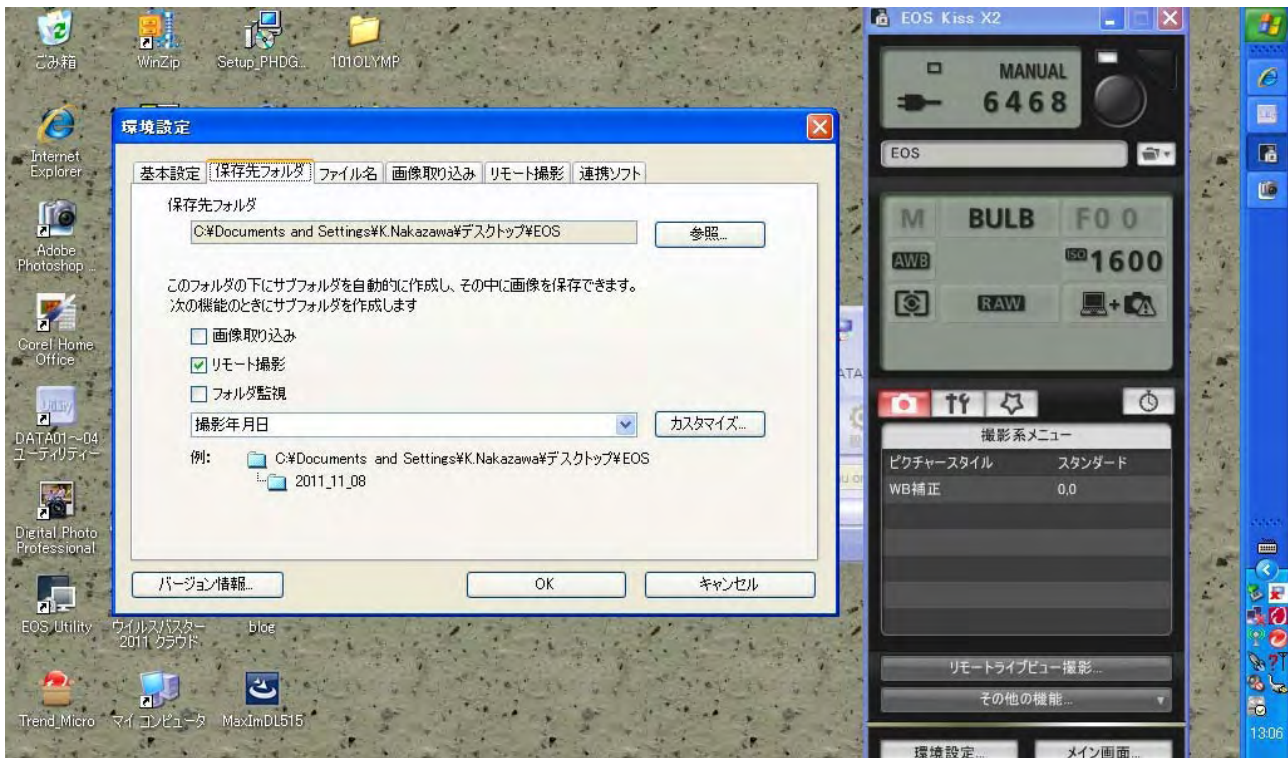 ごみ箱
WinZip
Setup_PHDG...
101OLYMP
Internet
Explorer
Adobe
Photoshop ...
Corel Home
Office
DATA01～04
ユーティリティー
Digital Photo
Professional
EOS Utility
ウイルスバスター
2011 クラウド
blog
Trend_Micro
マイ コンピュータ
MaxImDL515
環境設定
基本設定 保存先フォルダ ファイル名 画像取り込み リモート撮影 連携ソフト
保存先フォルダ
C:¥Documents and Settings¥K.Nakazawa¥デスクトップ¥EOS
参照...
このフォルダの下にサブフォルダを自動的に作成し、その中に画像を保存できます。
次の機能のときにサブフォルダを作成します
画像取り込み
リモート撮影
フォルダ監視
撮影年月日
カスタマイズ...
例: C:¥Documents and Settings¥K.Nakazawa¥デスクトップ¥EOS
2011_11_08
バージョン情報...
OK
キャンセル
EOS Kiss X2
MANUAL
6468
EOS
M BULB F0 0
AWB ISO 1600
RAW
撮影系メニュー
ピクチャースタイル スタンダード
WB補正 0,0
リモートライブビュー撮影...
その他の機能...
環境設定... メイン画面...
13:06